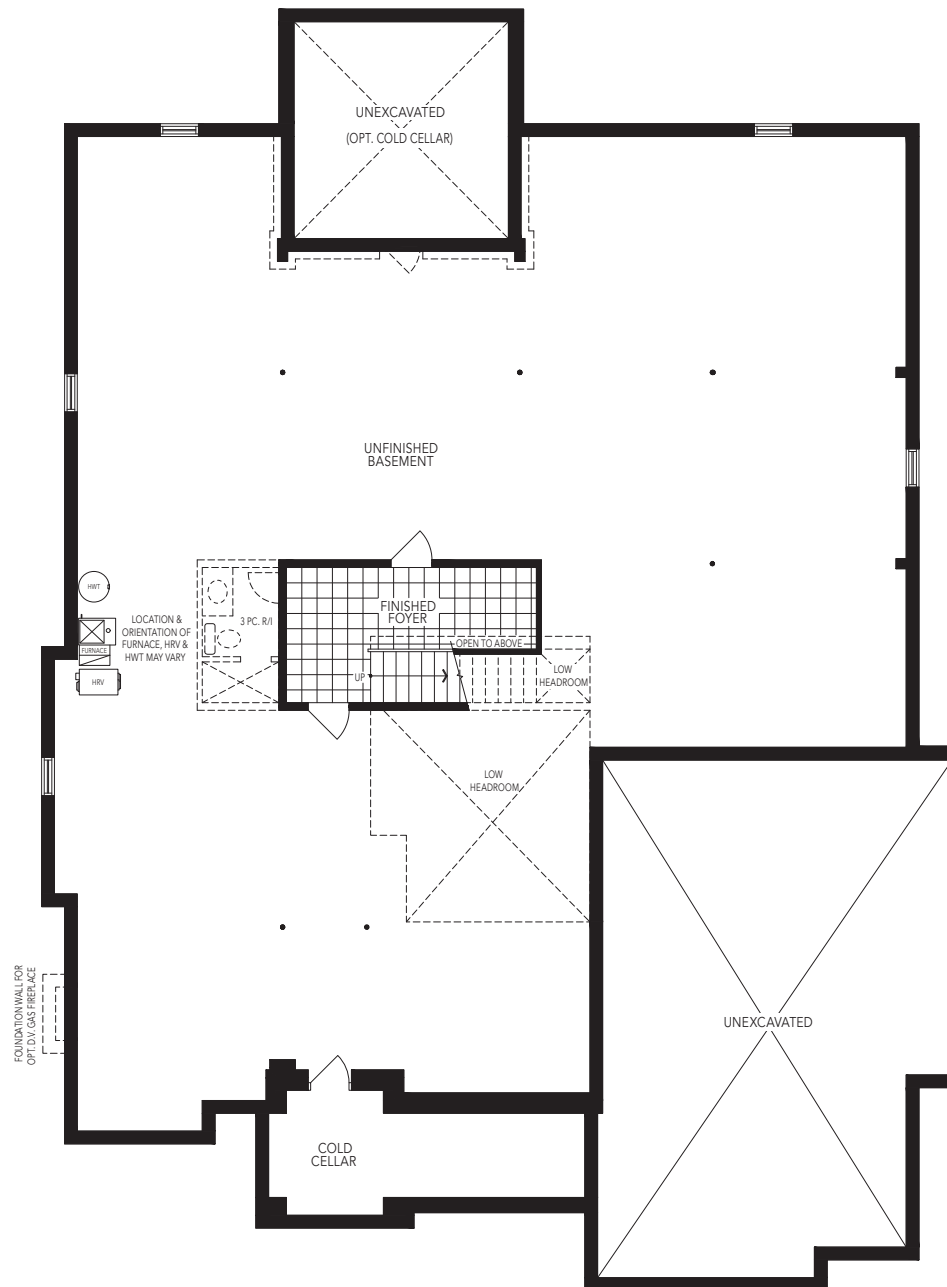 UNEXCAVATED
(OPT. COLD CELLAR)
UNFINISHED
BASEMENT
HWT
LOCATION &
ORIENTATION OF
FURNACE, HRV &
HWT MAY VARY
FURNACE
HRV
3 PC. R/I
FINISHED
FOYER
OPEN TO ABOVE
UP
LOW
HEADROOM
LOW
HEADROOM
FOUNDATION WALL FOR
OPT. D.V. GAS FIREPLACE
UNEXCAVATED
COLD
CELLAR